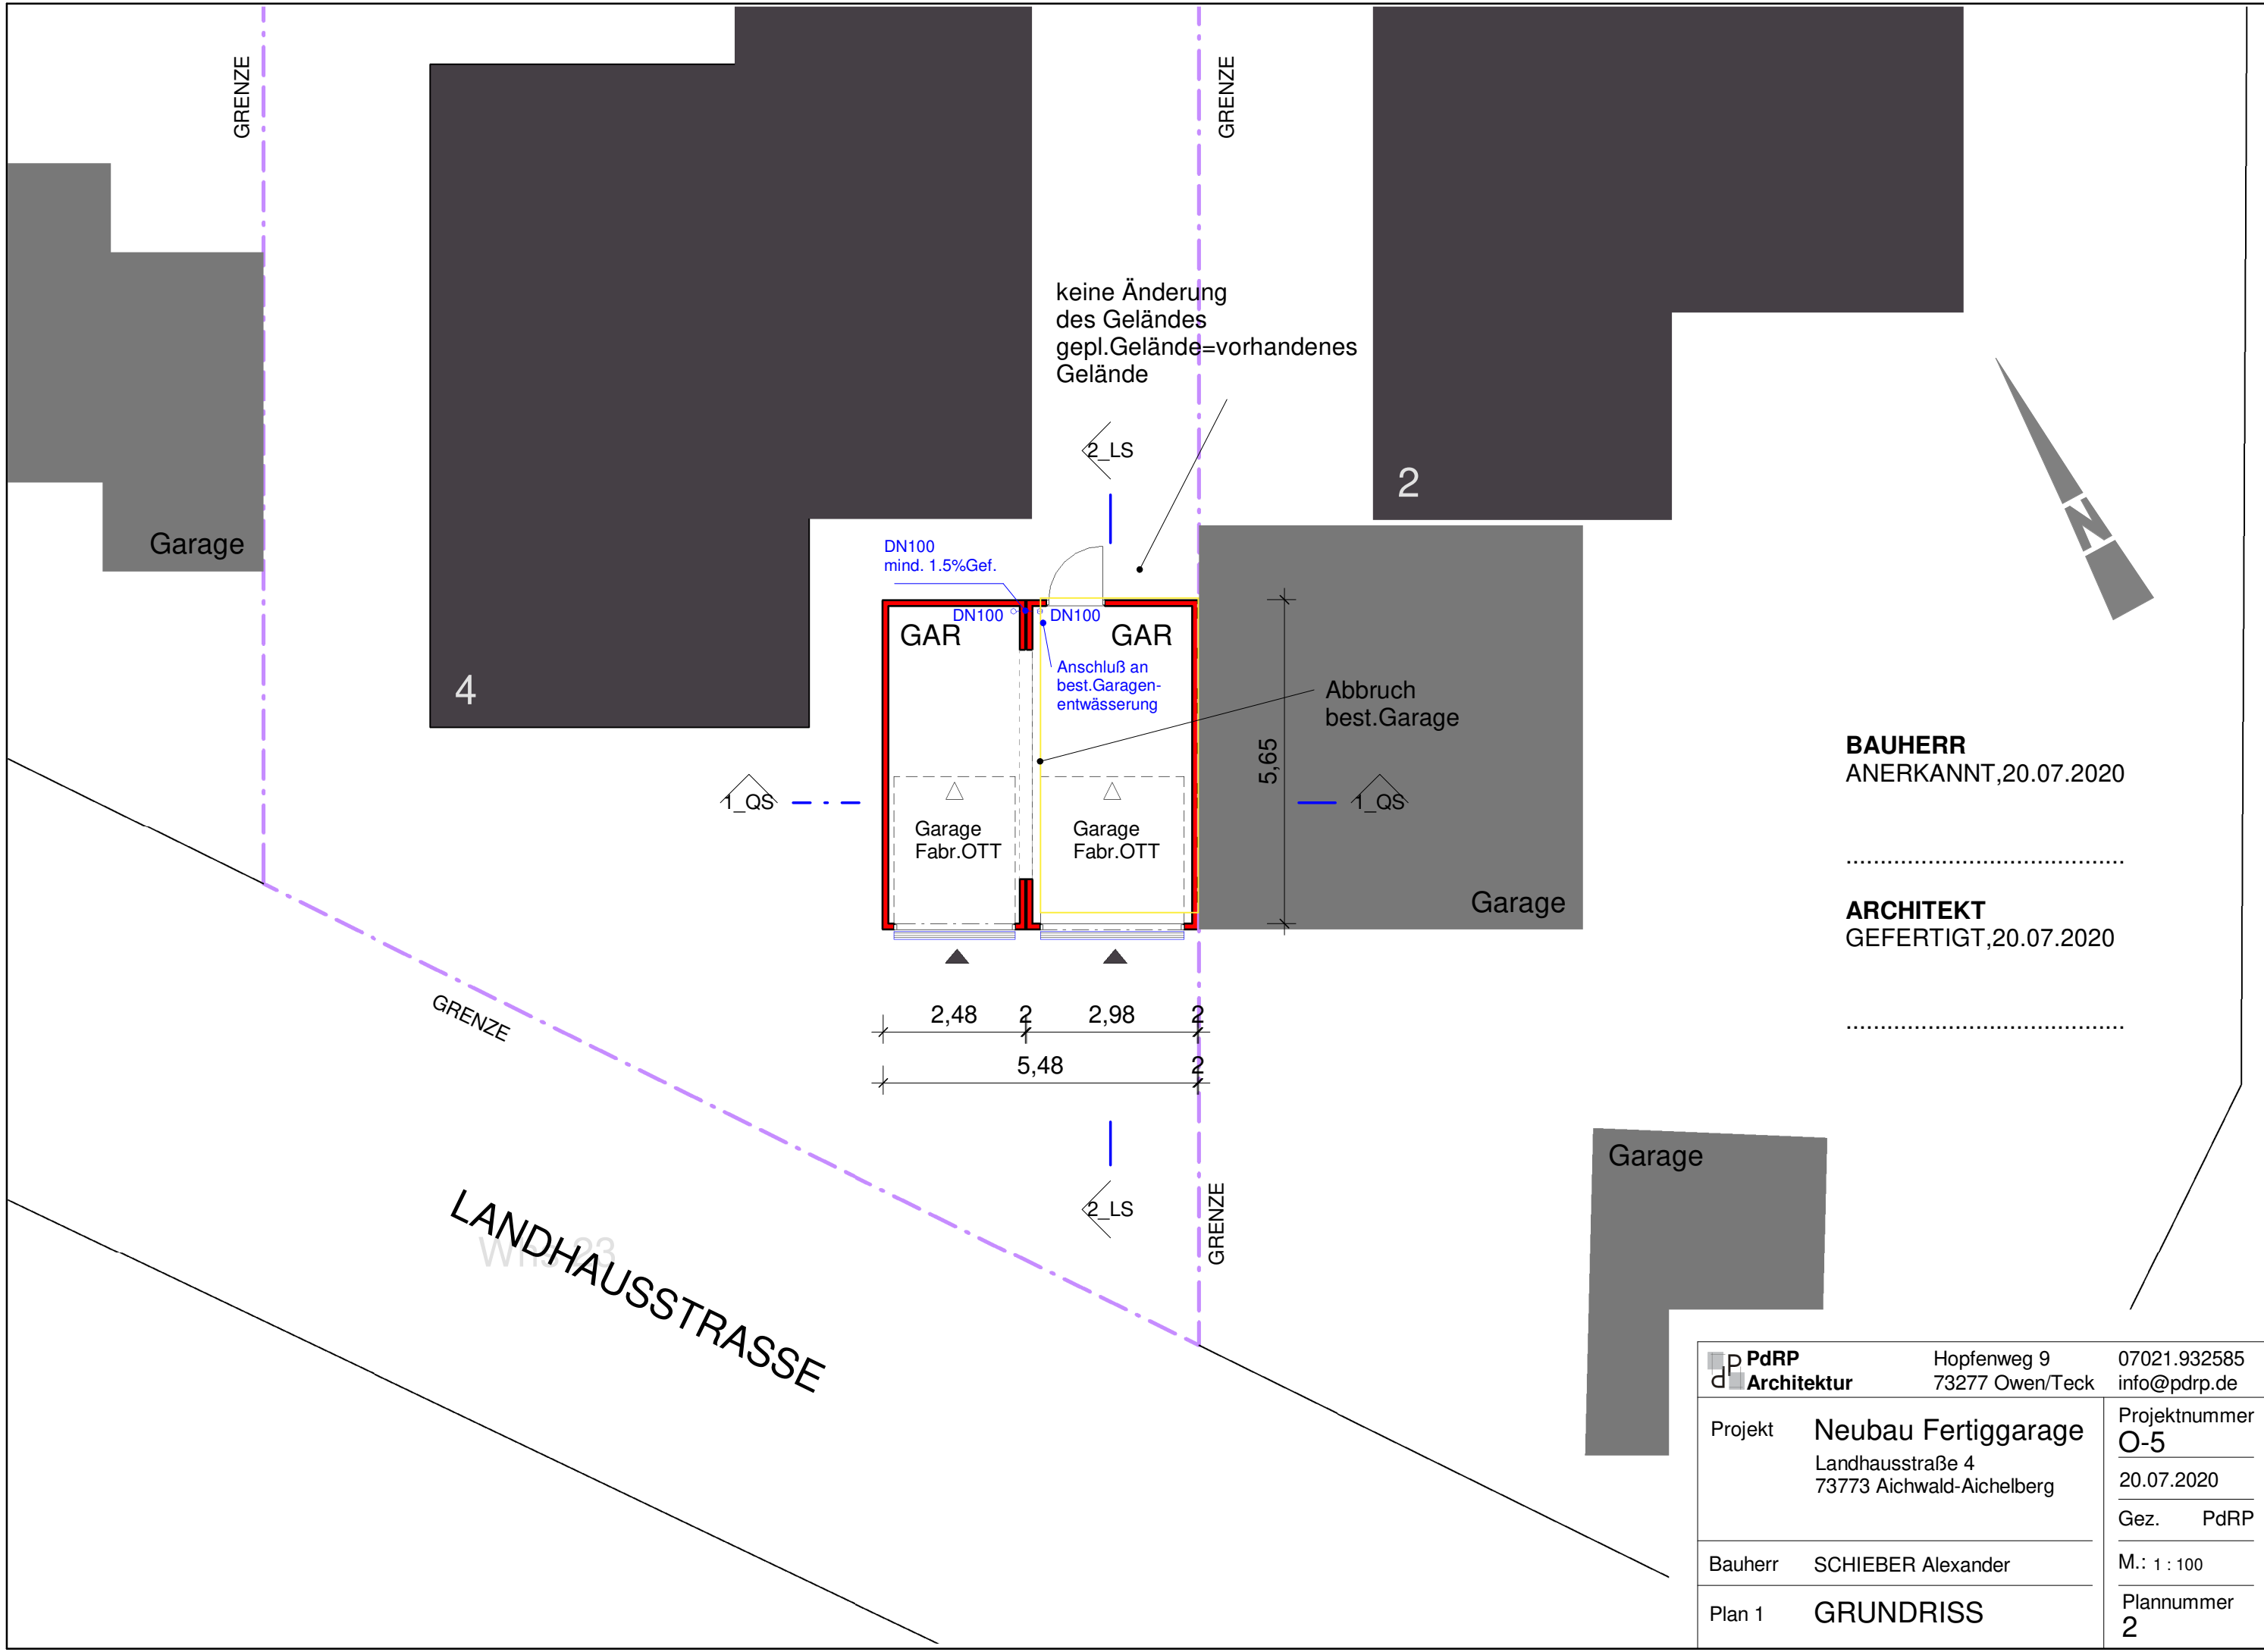 GRENZE
GRENZE
keine Änderung
des Geländes
gepl.Gelände=vorhandenes
Gelände
2_LS
2
N
Garage
DN100
mind. 1.5%Gef.
DN100
DN100
GAR
GAR
Anschluß an
best.Garagen-
entwässerung
4
Abbruch
best.Garage
5,65
1_QS
1_QS
Garage
Fabr.OTT
Garage
Fabr.OTT
Garage
BAUHERR
ANERKANNT,20.07.2020
........................................
ARCHITEKT
GEFERTIGT,20.07.2020
........................................
GRENZE
2,48
2
2,98
2
5,48
2
2_LS
GRENZE
Garage
LANDHAUSSTRASSE
PdRP
Architektur
Hopfenweg 9
73277 Owen/Teck
07021.932585
info@pdrp.de
Projekt
Neubau Fertiggarage
Landhausstraße 4
73773 Aichwald-Aichelberg
Projektnummer
O-5
20.07.2020
Gez. PdRP
Bauherr
SCHIEBER Alexander
M.: 1 : 100
Plan 1
GRUNDRISS
Plannummer
2